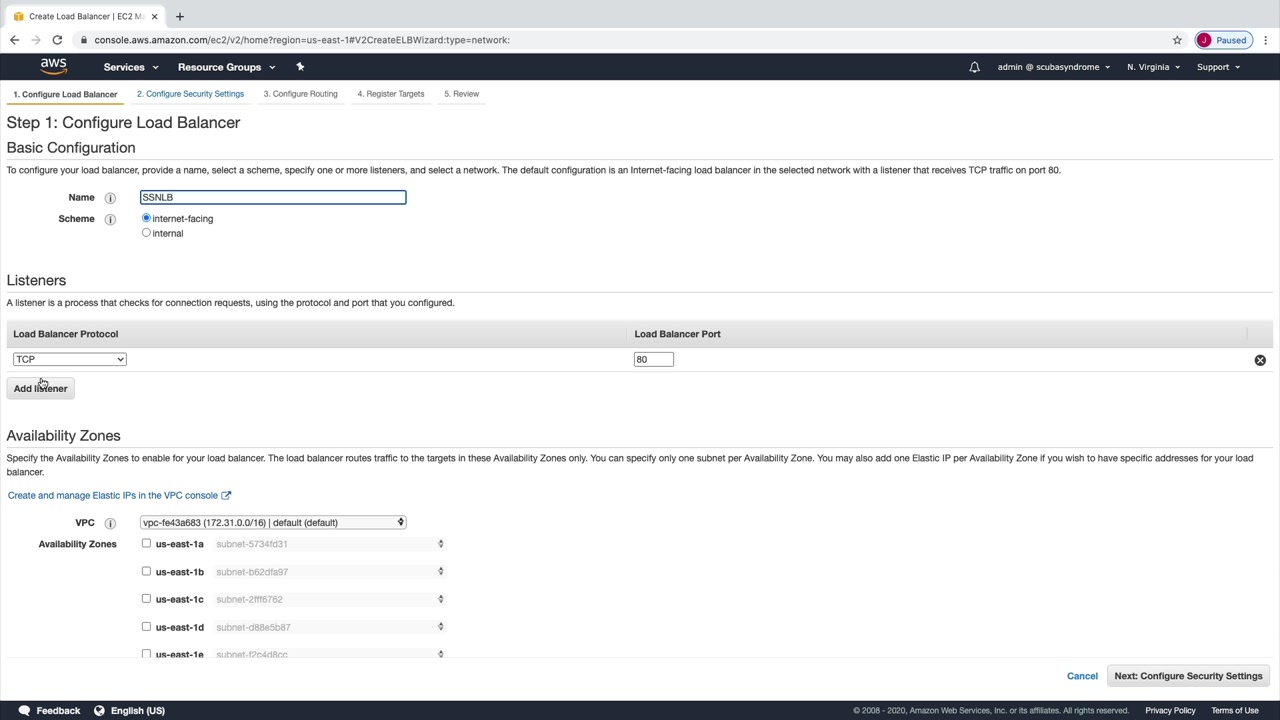 Create Load Balancer | EC2 Ma
console.aws.amazon.com/ec2/v2/home?region=us-east-1#V2CreateELBWizard:type=network:
J Paused
aws Services Resource Groups admin @ scubasyndrome N. Virginia Support
1. Configure Load Balancer 2. Configure Security Settings 3. Configure Routing 4. Register Targets 5. Review
Step 1: Configure Load Balancer
Basic Configuration
To configure your load balancer, provide a name, select a scheme, specify one or more listeners, and select a network. The default configuration is an Internet-facing load balancer in the selected network with a listener that receives TCP traffic on port 80.
Name i SSNLB
Scheme i internet-facing
internal
Listeners
A listener is a process that checks for connection requests, using the protocol and port that you configured.
Load Balancer Protocol Load Balancer Port
TCP 80
Add listener
Availability Zones
Specify the Availability Zones to enable for your load balancer. The load balancer routes traffic to the targets in these Availability Zones only. You can specify only one subnet per Availability Zone. You may also add one Elastic IP per Availability Zone if you wish to have specific addresses for your load
balancer.
Create and manage Elastic IPs in the VPC console
VPC i vpc-fe43a683 (172.31.0.0/16) | default (default)
Availability Zones us-east-1a subnet-5734fd31
us-east-1b subnet-b62dfa97
us-east-1c subnet-2fff6762
us-east-1d subnet-d88e5b87
us-east-1e subnet-f2c4d8cc
Cancel Next: Configure Security Settings
Feedback English (US) © 2008 - 2020, Amazon Web Services, Inc. or its affiliates. All rights reserved. Privacy Policy Terms of Use